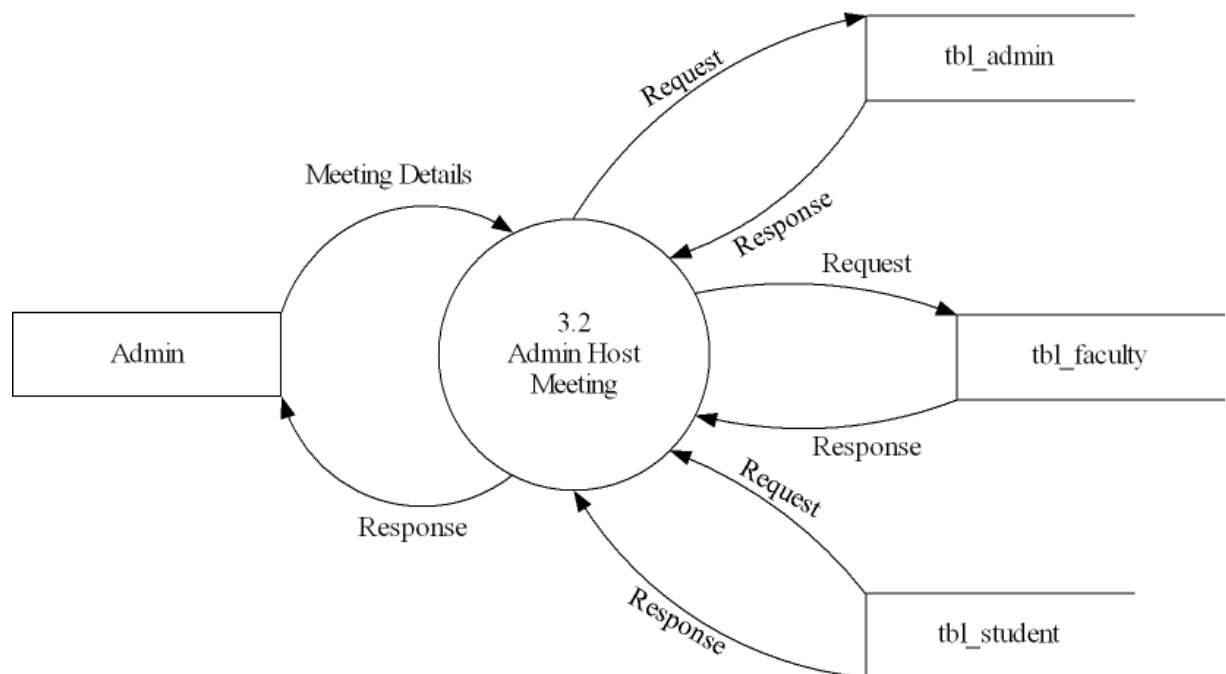 Request
tbl_admin
Meeting Details
Response
Request
Admin
3.2
Admin Host
Meeting
tbl_faculty
Response
Request
Response
Response
tbl_student